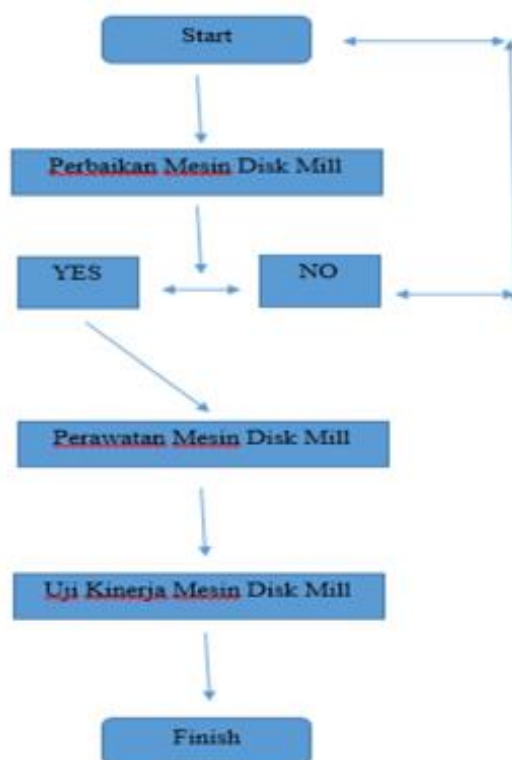 Start
Perbaikan Mesin Disk Mill
YES
NO
Perawatan Mesin Disk Mill
Uji Kinerja Mesin Disk Mill
Finish